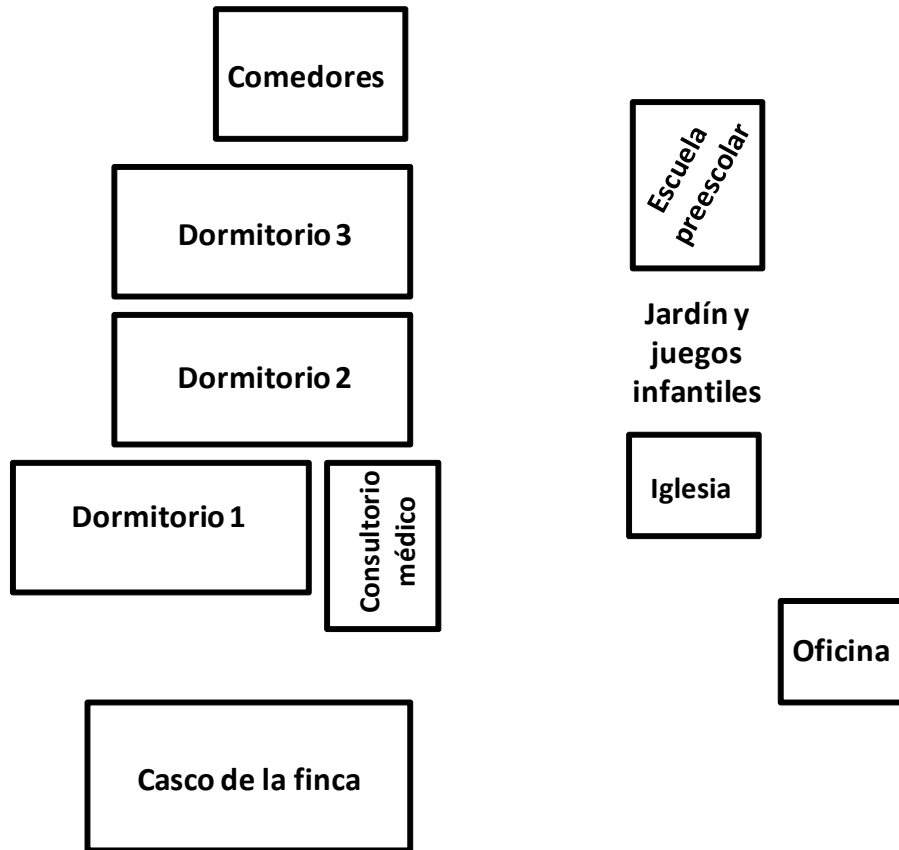 Comedores
Escuela
preescolar
Dormitorio 3
Jardín y
juegos
infantiles
Dormitorio 2
Dormitorio 1
Consultorio
médico
Iglesia
Oficina
Casco de la finca